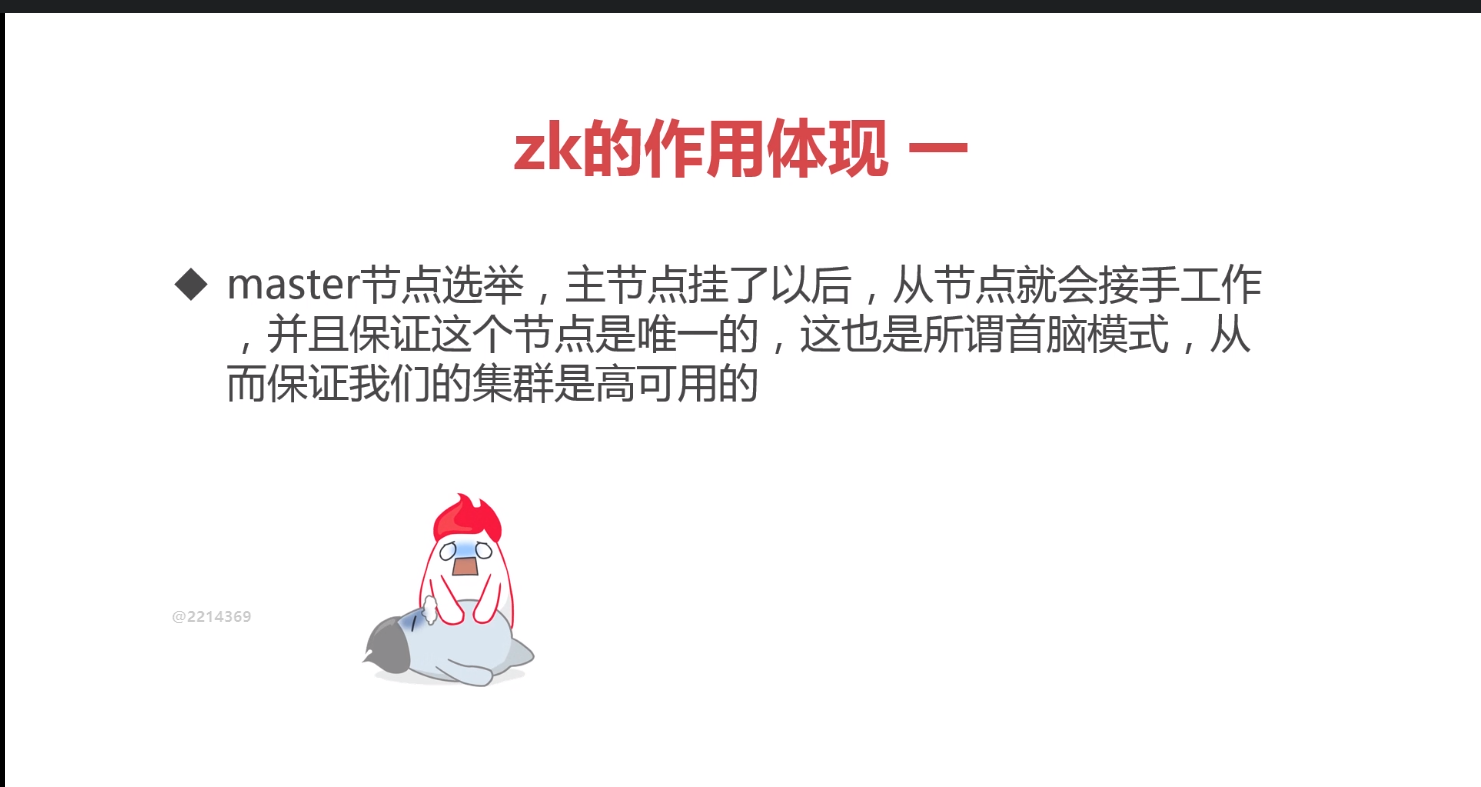 zk的作用体现 一
◆ master节点选举，主节点挂了以后，从节点就会接手工作
，并且保证这个节点是唯一的，这也是所谓首脑模式，从
而保证我们的集群是高可用的
@2214369